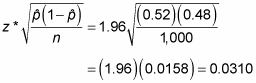 z * √(p̂(1−p̂)/n) = 1.96√((0.52)(0.48)/1,000)
= (1.96)(0.0158) = 0.0310